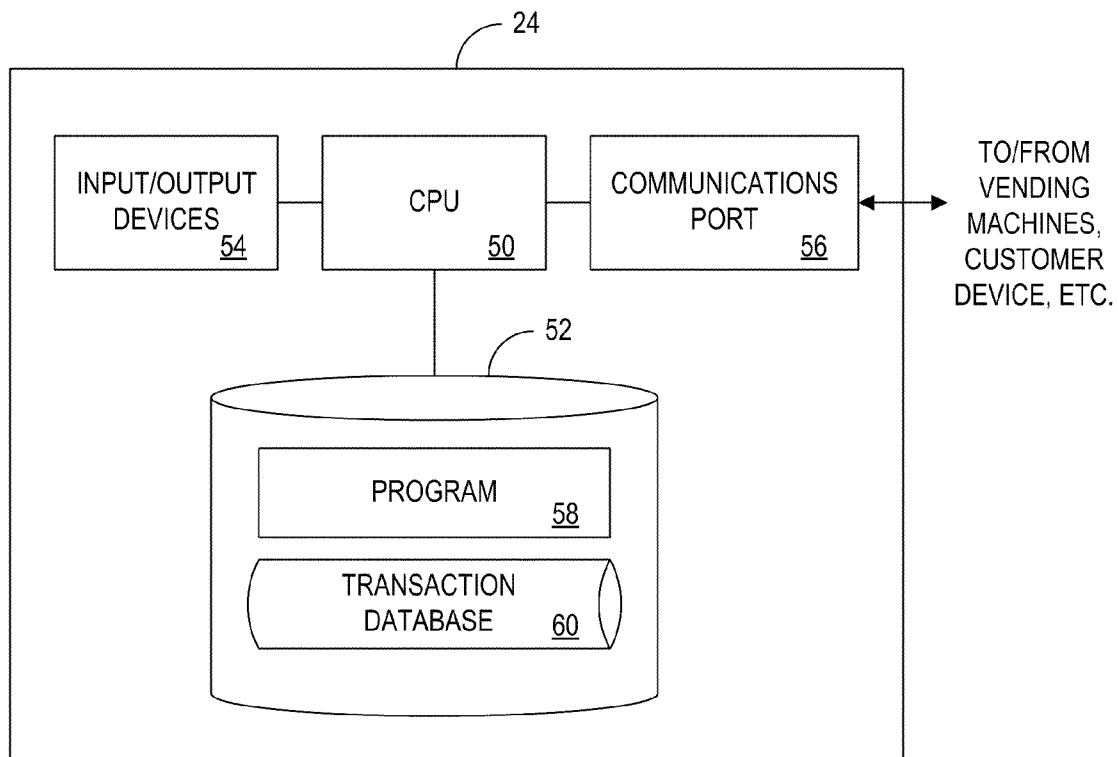 24
INPUT/OUTPUT
DEVICES
54
CPU
50
COMMUNICATIONS
PORT
56
TO/FROM
VENDING
MACHINES,
CUSTOMER
DEVICE, ETC.
52
PROGRAM
58
TRANSACTION
DATABASE
60